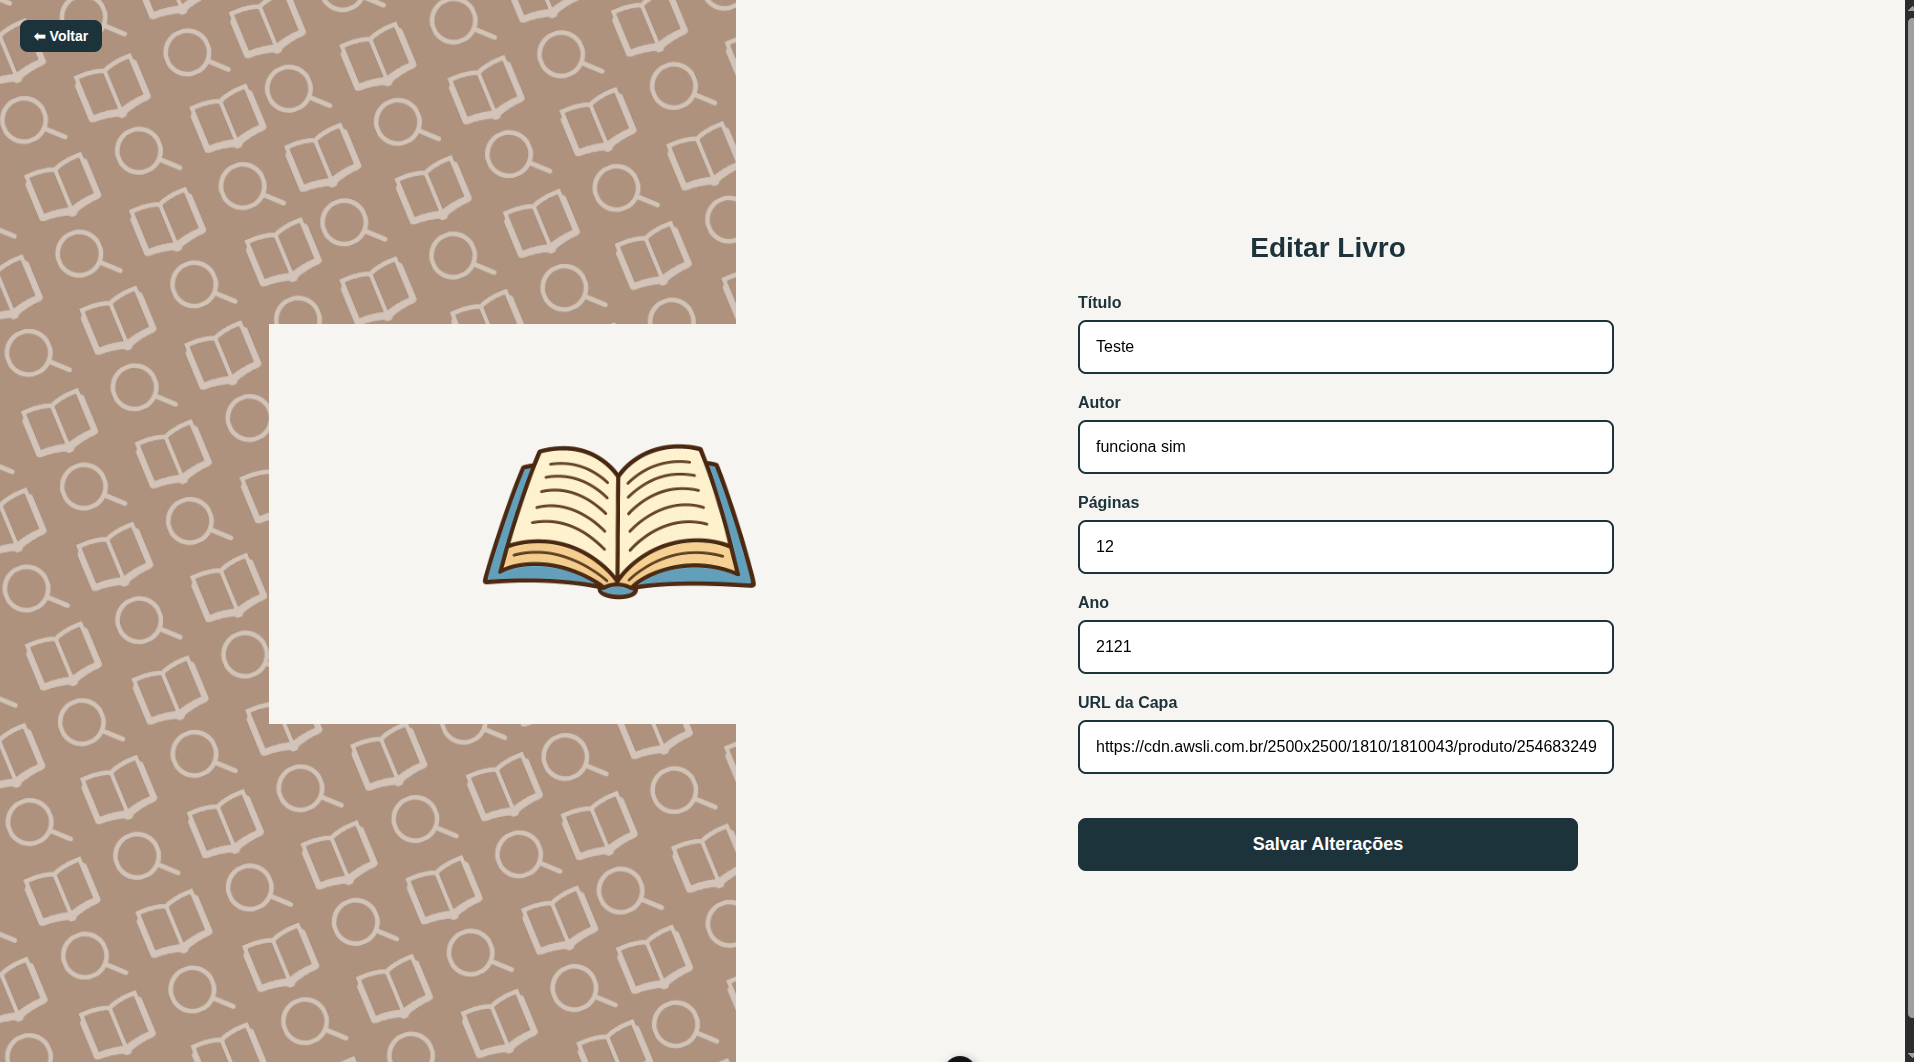 ⬅ Voltar
Editar Livro
Título
Teste
Autor
funciona sim
Páginas
12
Ano
2121
URL da Capa
https://cdn.awsli.com.br/2500x2500/1810/1810043/produto/254683249
Salvar Alterações